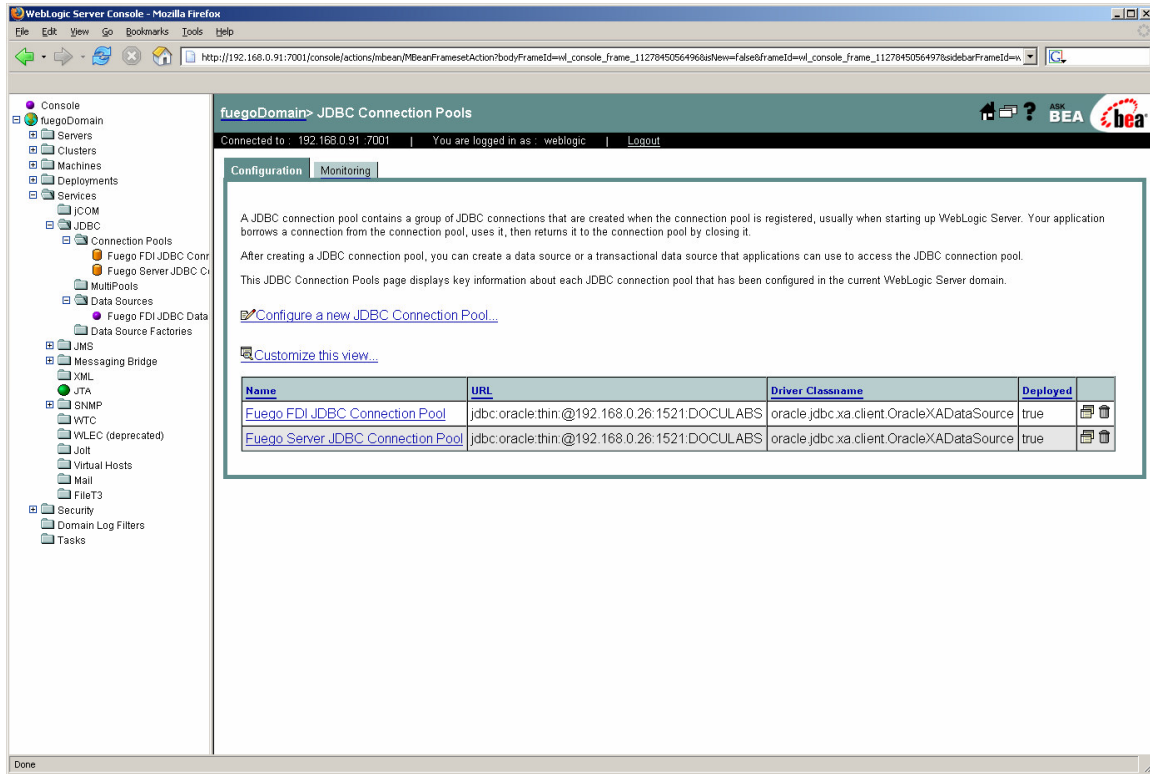 WebLogic Server Console - Mozilla Firefox
File Edit View Go Bookmarks Tools Help
http://192.168.0.91:7001/console/actions/mbean/MBeanFramesetAction?bodyFrameId=wl_console_frame_1127845056496&isNew=false&frameId=wl_console_frame_1127845056497&sidebarFrameId=w
Console
fuegoDomain
Servers
Clusters
Machines
Deployments
Services
jCOM
JDBC
Connection Pools
Fuego FDI JDBC Conr
Fuego Server JDBC Co
MultiPools
Data Sources
Fuego FDI JDBC Data
Data Source Factories
JMS
Messaging Bridge
XML
JTA
SNMP
WTC
WLEC (deprecated)
Jolt
Virtual Hosts
Mail
FileT3
Security
Domain Log Filters
Tasks
fuegoDomain> JDBC Connection Pools
? ASK BEA bea
Connected to : 192.168.0.91 :7001 | You are logged in as : weblogic | Logout
Configuration Monitoring
A JDBC connection pool contains a group of JDBC connections that are created when the connection pool is registered, usually when starting up WebLogic Server. Your application
borrows a connection from the connection pool, uses it, then returns it to the connection pool by closing it.
After creating a JDBC connection pool, you can create a data source or a transactional data source that applications can use to access the JDBC connection pool.
This JDBC Connection Pools page displays key information about each JDBC connection pool that has been configured in the current WebLogic Server domain.
Configure a new JDBC Connection Pool...
Customize this view...
Name URL Driver Classname Deployed
Fuego FDI JDBC Connection Pool jdbc:oracle:thin:@192.168.0.26:1521:DOCULABS oracle.jdbc.xa.client.OracleXADataSource true
Fuego Server JDBC Connection Pool jdbc:oracle:thin:@192.168.0.26:1521:DOCULABS oracle.jdbc.xa.client.OracleXADataSource true
Done